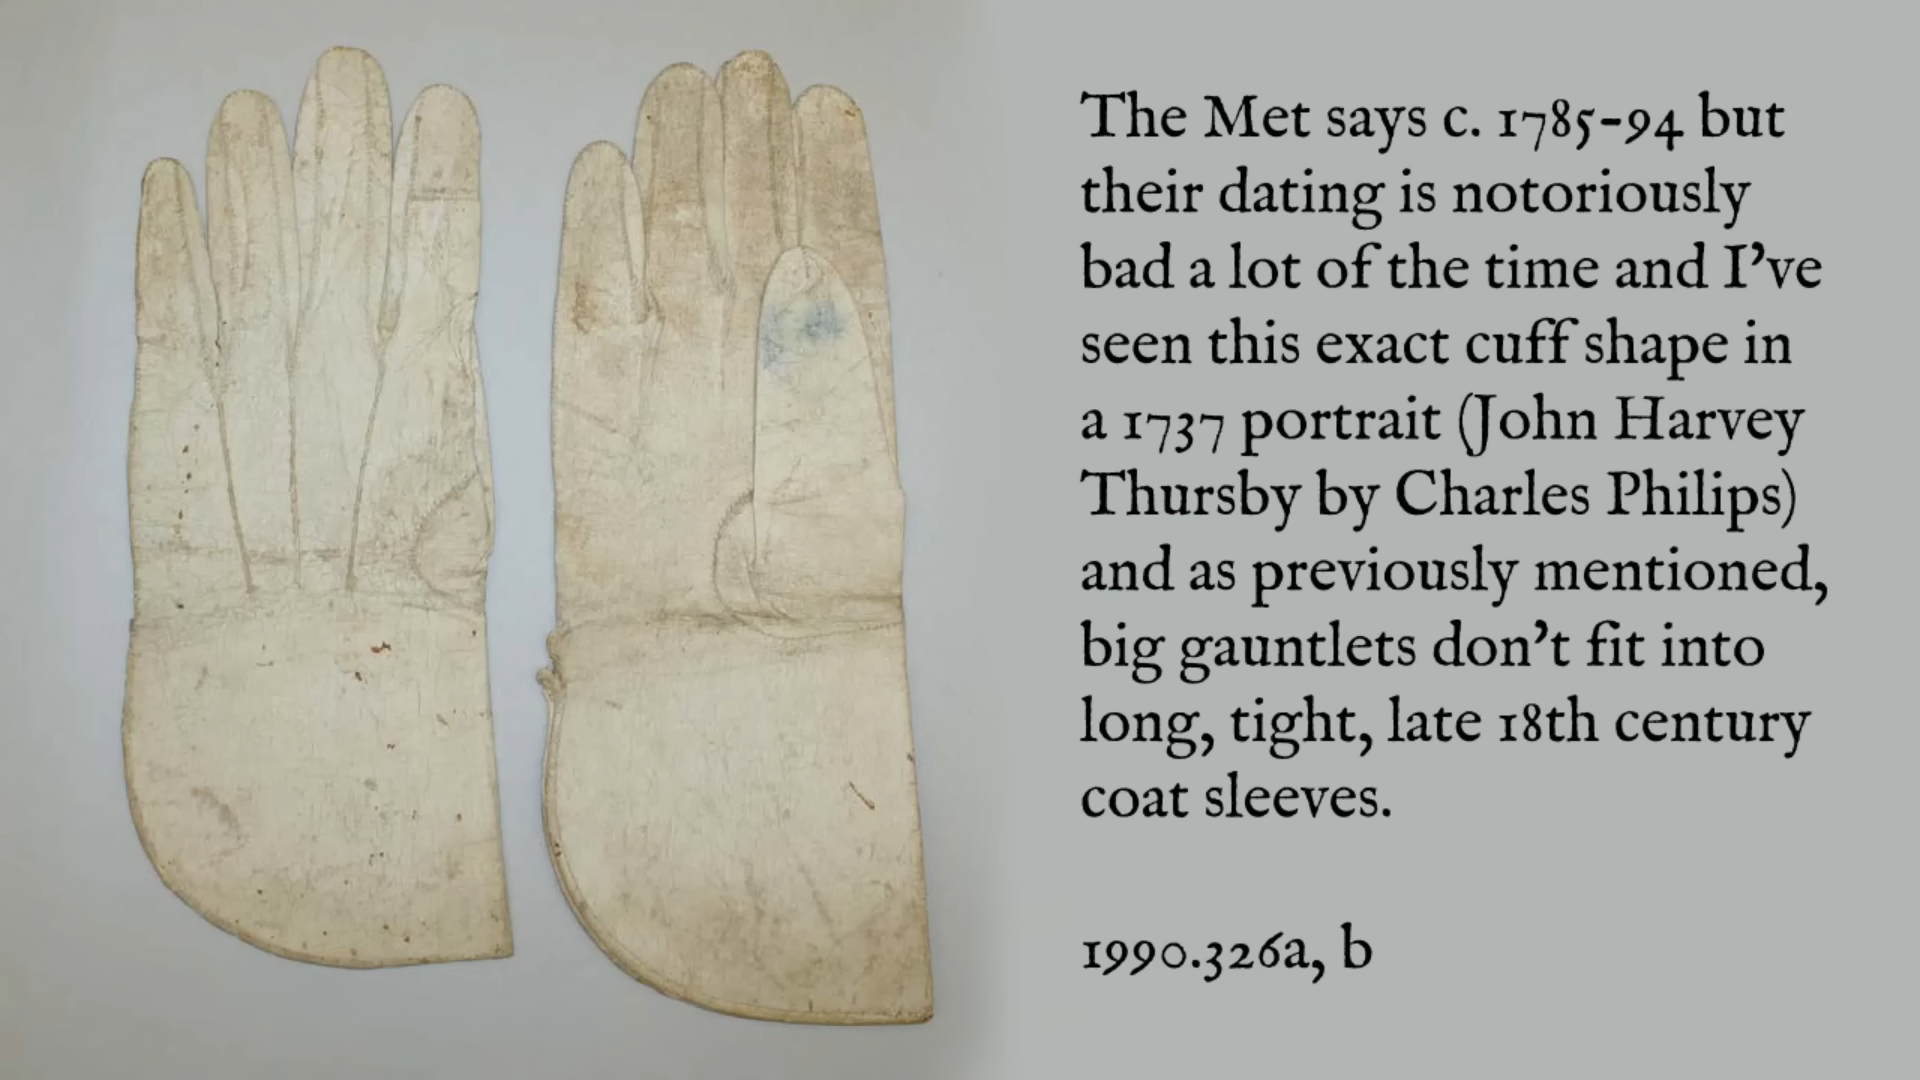 The Met says c. 1785-94 but
their dating is notoriously
bad a lot of the time and I’ve
seen this exact cuff shape in
a 1737 portrait (John Harvey
Thursby by Charles Philips)
and as previously mentioned,
big gauntlets don’t fit into
long, tight, late 18th century
coat sleeves.
1990.326a, b